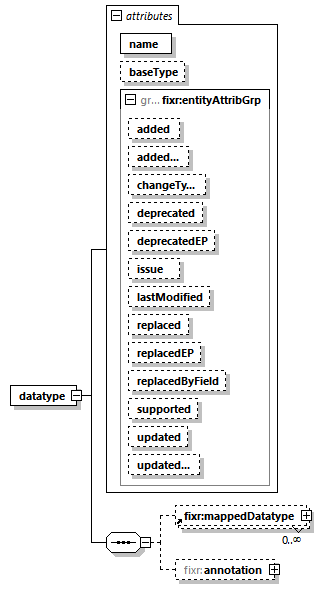 attributes
name
baseType
gr... fixr:entityAttribGrp
added
added...
changeTy...
deprecated
deprecatedEP
issue
lastModified
replaced
replacedEP
replacedByField
supported
updated
updated...
datatype
fixr:mappedDatatype
0..∞
fixr:annotation